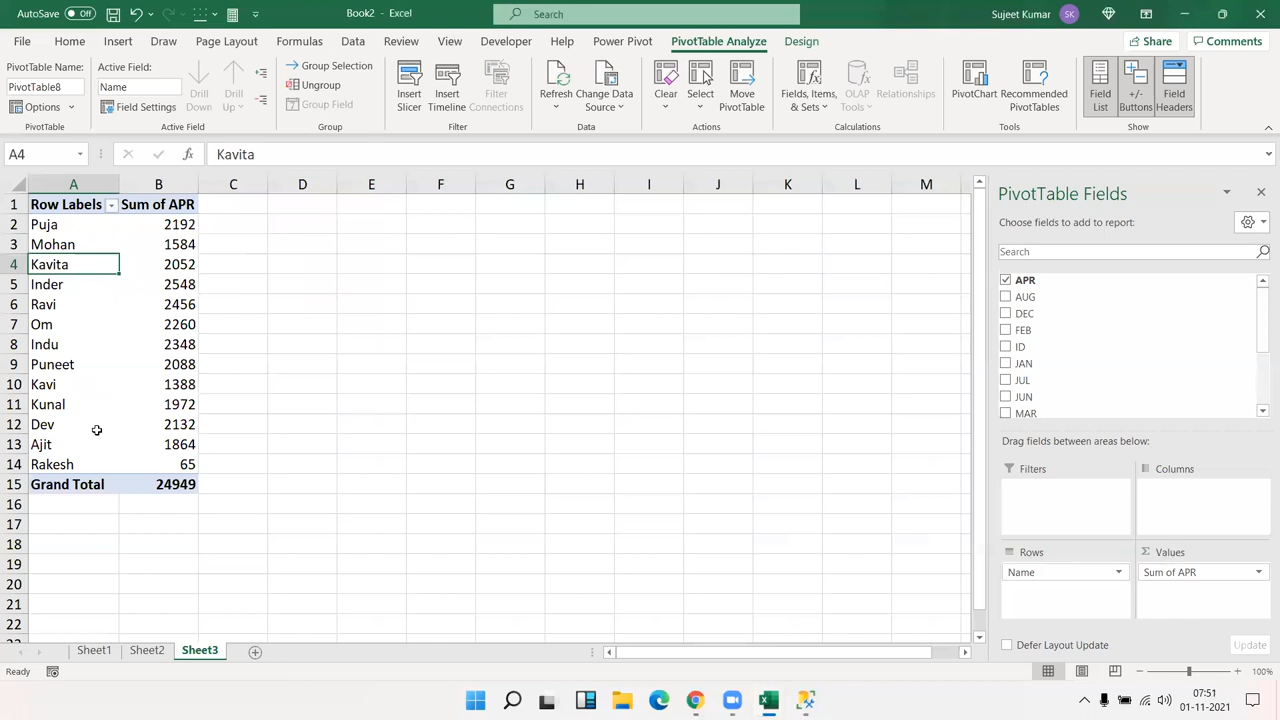 AutoSave Off Book2 - Excel Search Sujeet Kumar SK
File Home Insert Draw Page Layout Formulas Data Review View Developer Help Power Pivot PivotTable Analyze Design Share Comments
PivotTable Name:
PivotTable8
Options
PivotTable
Active Field:
Name
Field Settings
Drill
Down
Drill
Up
Active Field
Group Selection
Ungroup
Group Field
Group
Insert
Slicer
Insert
Timeline
Filter
Connections
Filter
Refresh
Change Data
Source
Data
Clear
Select
Move
PivotTable
Actions
Fields, Items,
& Sets
OLAP
Tools
Relationships
Calculations
PivotChart
Recommended
PivotTables
Tools
Field
List
+/-
Buttons
Field
Headers
Show
A4 fx Kavita
A B C D E F G H I J K L M
1 Row Labels Sum of APR
2 Puja 2192
3 Mohan 1584
4 Kavita 2052
5 Inder 2548
6 Ravi 2456
7 Om 2260
8 Indu 2348
9 Puneet 2088
10 Kavi 1388
11 Kunal 1972
12 Dev 2132
13 Ajit 1864
14 Rakesh 65
15 Grand Total 24949
16
17
18
19
20
21
22
PivotTable Fields
Choose fields to add to report:
Search
APR
AUG
DEC
FEB
ID
JAN
JUL
JUN
MAR
Drag fields between areas below:
Filters
Columns
Rows
Name
Σ Values
Sum of APR
Defer Layout Update Update
Sheet1 Sheet2 Sheet3
Ready 100%
07:51
01-11-2021